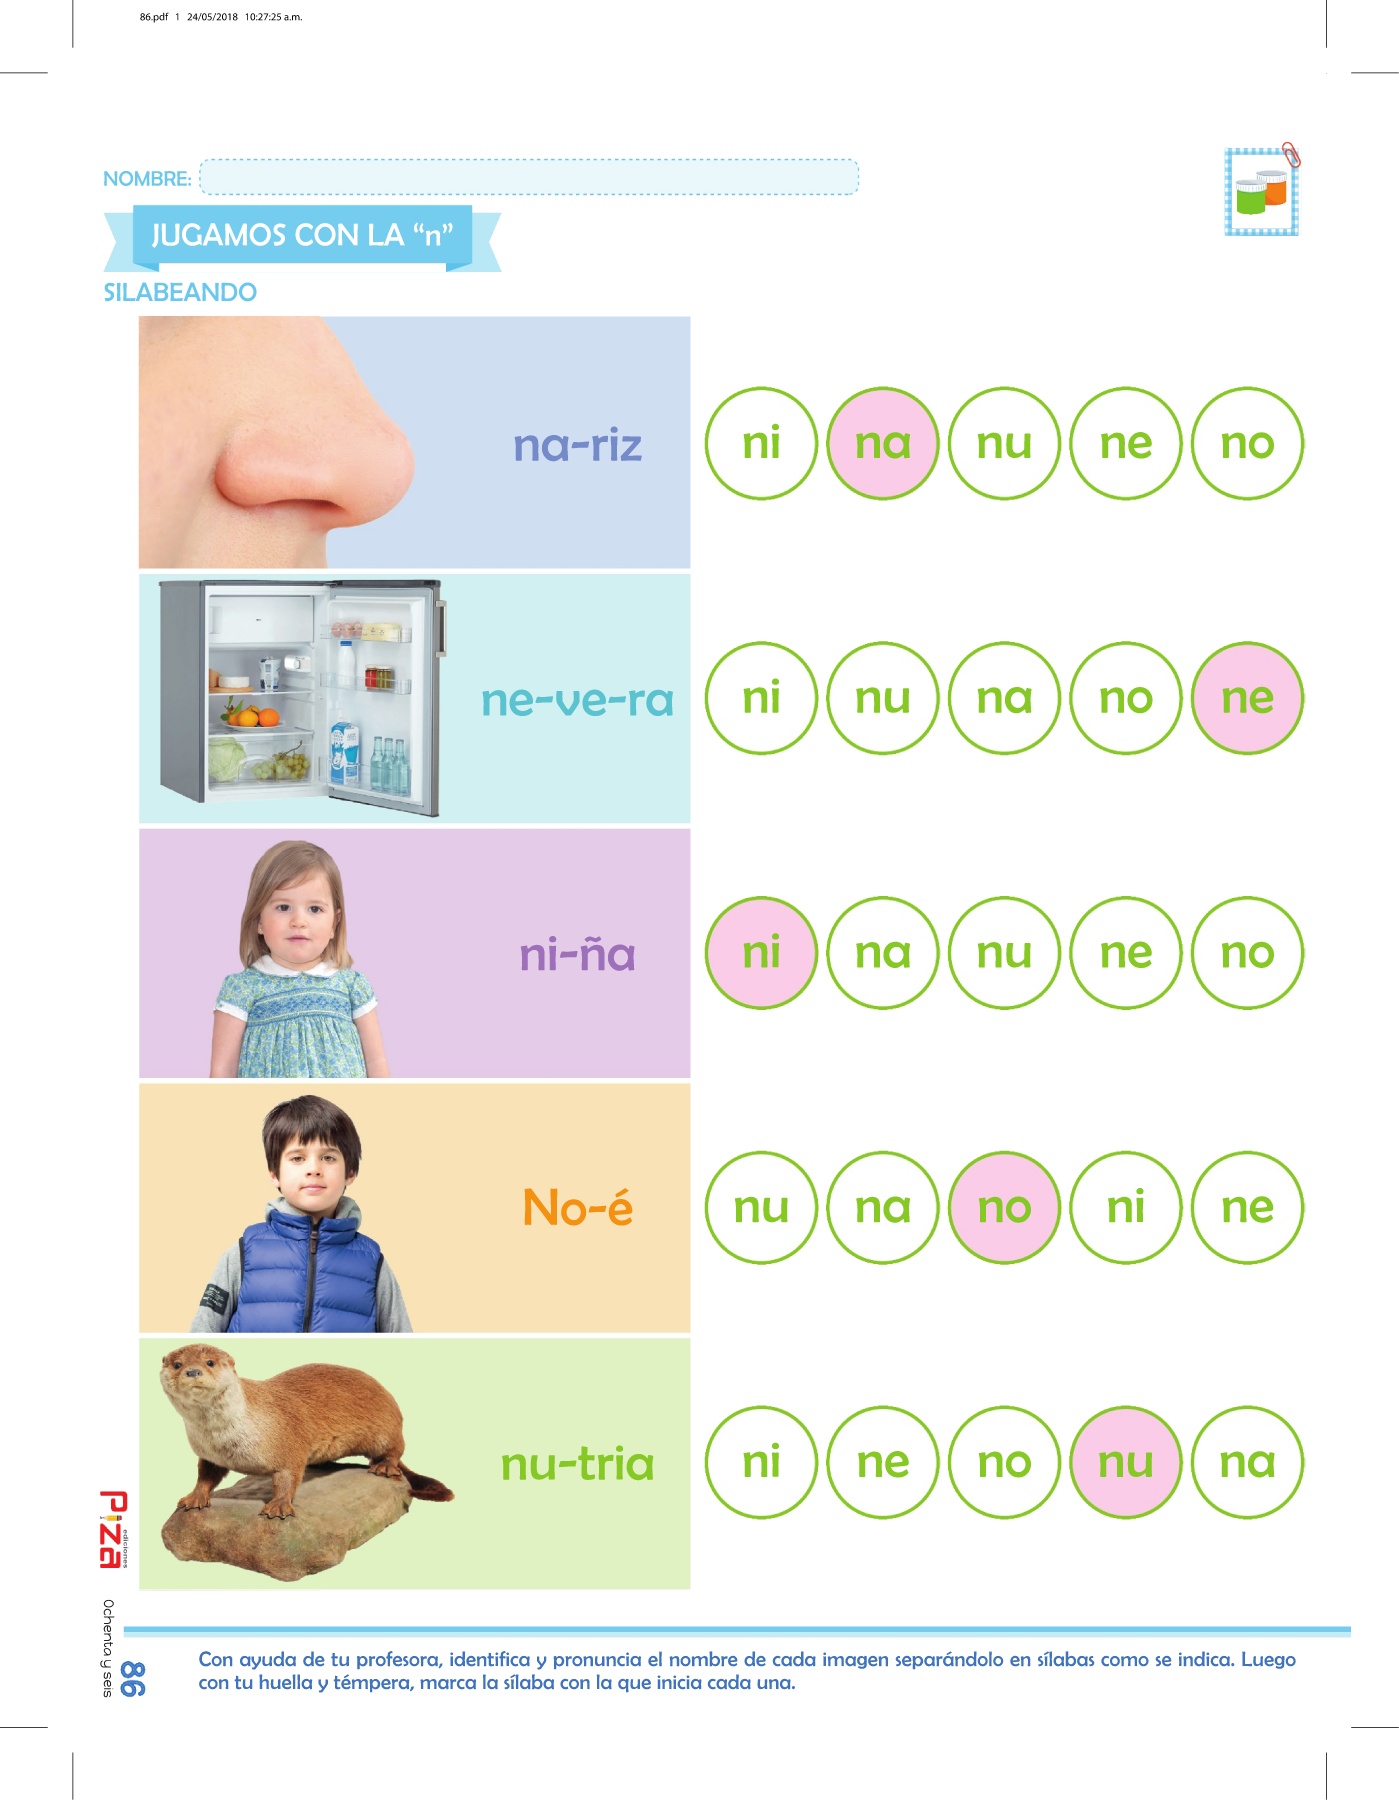 86.pdf 1 24/05/2018 10:27:25 a.m.
NOMBRE:
JUGAMOS CON LA “n”
SILABEANDO
na-riz
ni na nu ne no
ne-ve-ra
ni nu na no ne
ni-ña
ni na nu ne no
No-é
nu na no ni ne
nu-tria
ni ne no nu na
piza
ediciones
Ochenta y seis
86
Con ayuda de tu profesora, identifica y pronuncia el nombre de cada imagen separándolo en sílabas como se indica. Luego
con tu huella y témpera, marca la sílaba con la que inicia cada una.